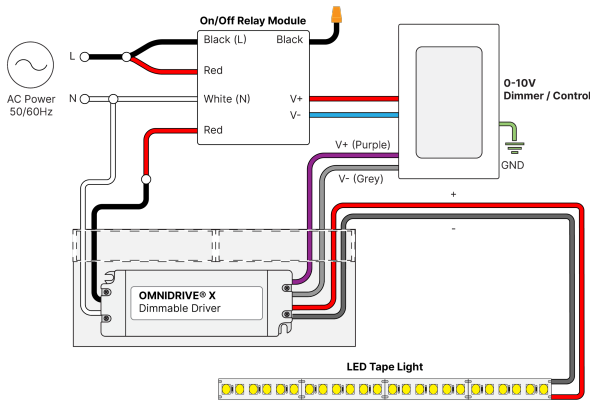 On/Off Relay Module
Black (L)
Black
L
Red
0-10V
Dimmer / Control
AC Power
50/60Hz
N
White (N)
V+
V-
Red
V+ (Purple)
GND
V- (Grey)
+
-
OMNIDRIVE® X
Dimmable Driver
LED Tape Light